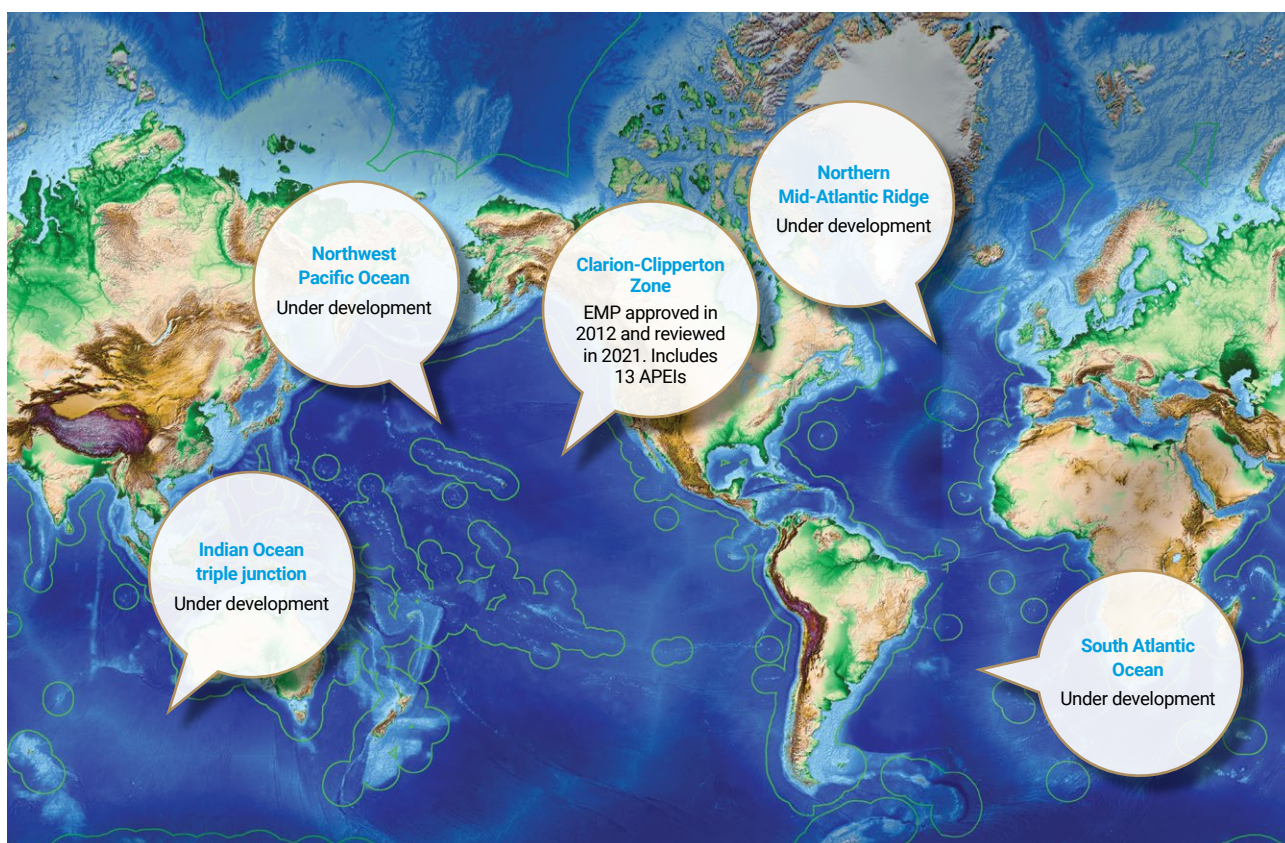 Northern
Mid-Atlantic Ridge
Under development
Northwest
Pacific Ocean
Under development
Clarion-Clipperton
Zone
EMP approved in
2012 and reviewed
in 2021. Includes
13 APEIs
Indian Ocean
triple junction
Under development
South Atlantic
Ocean
Under development